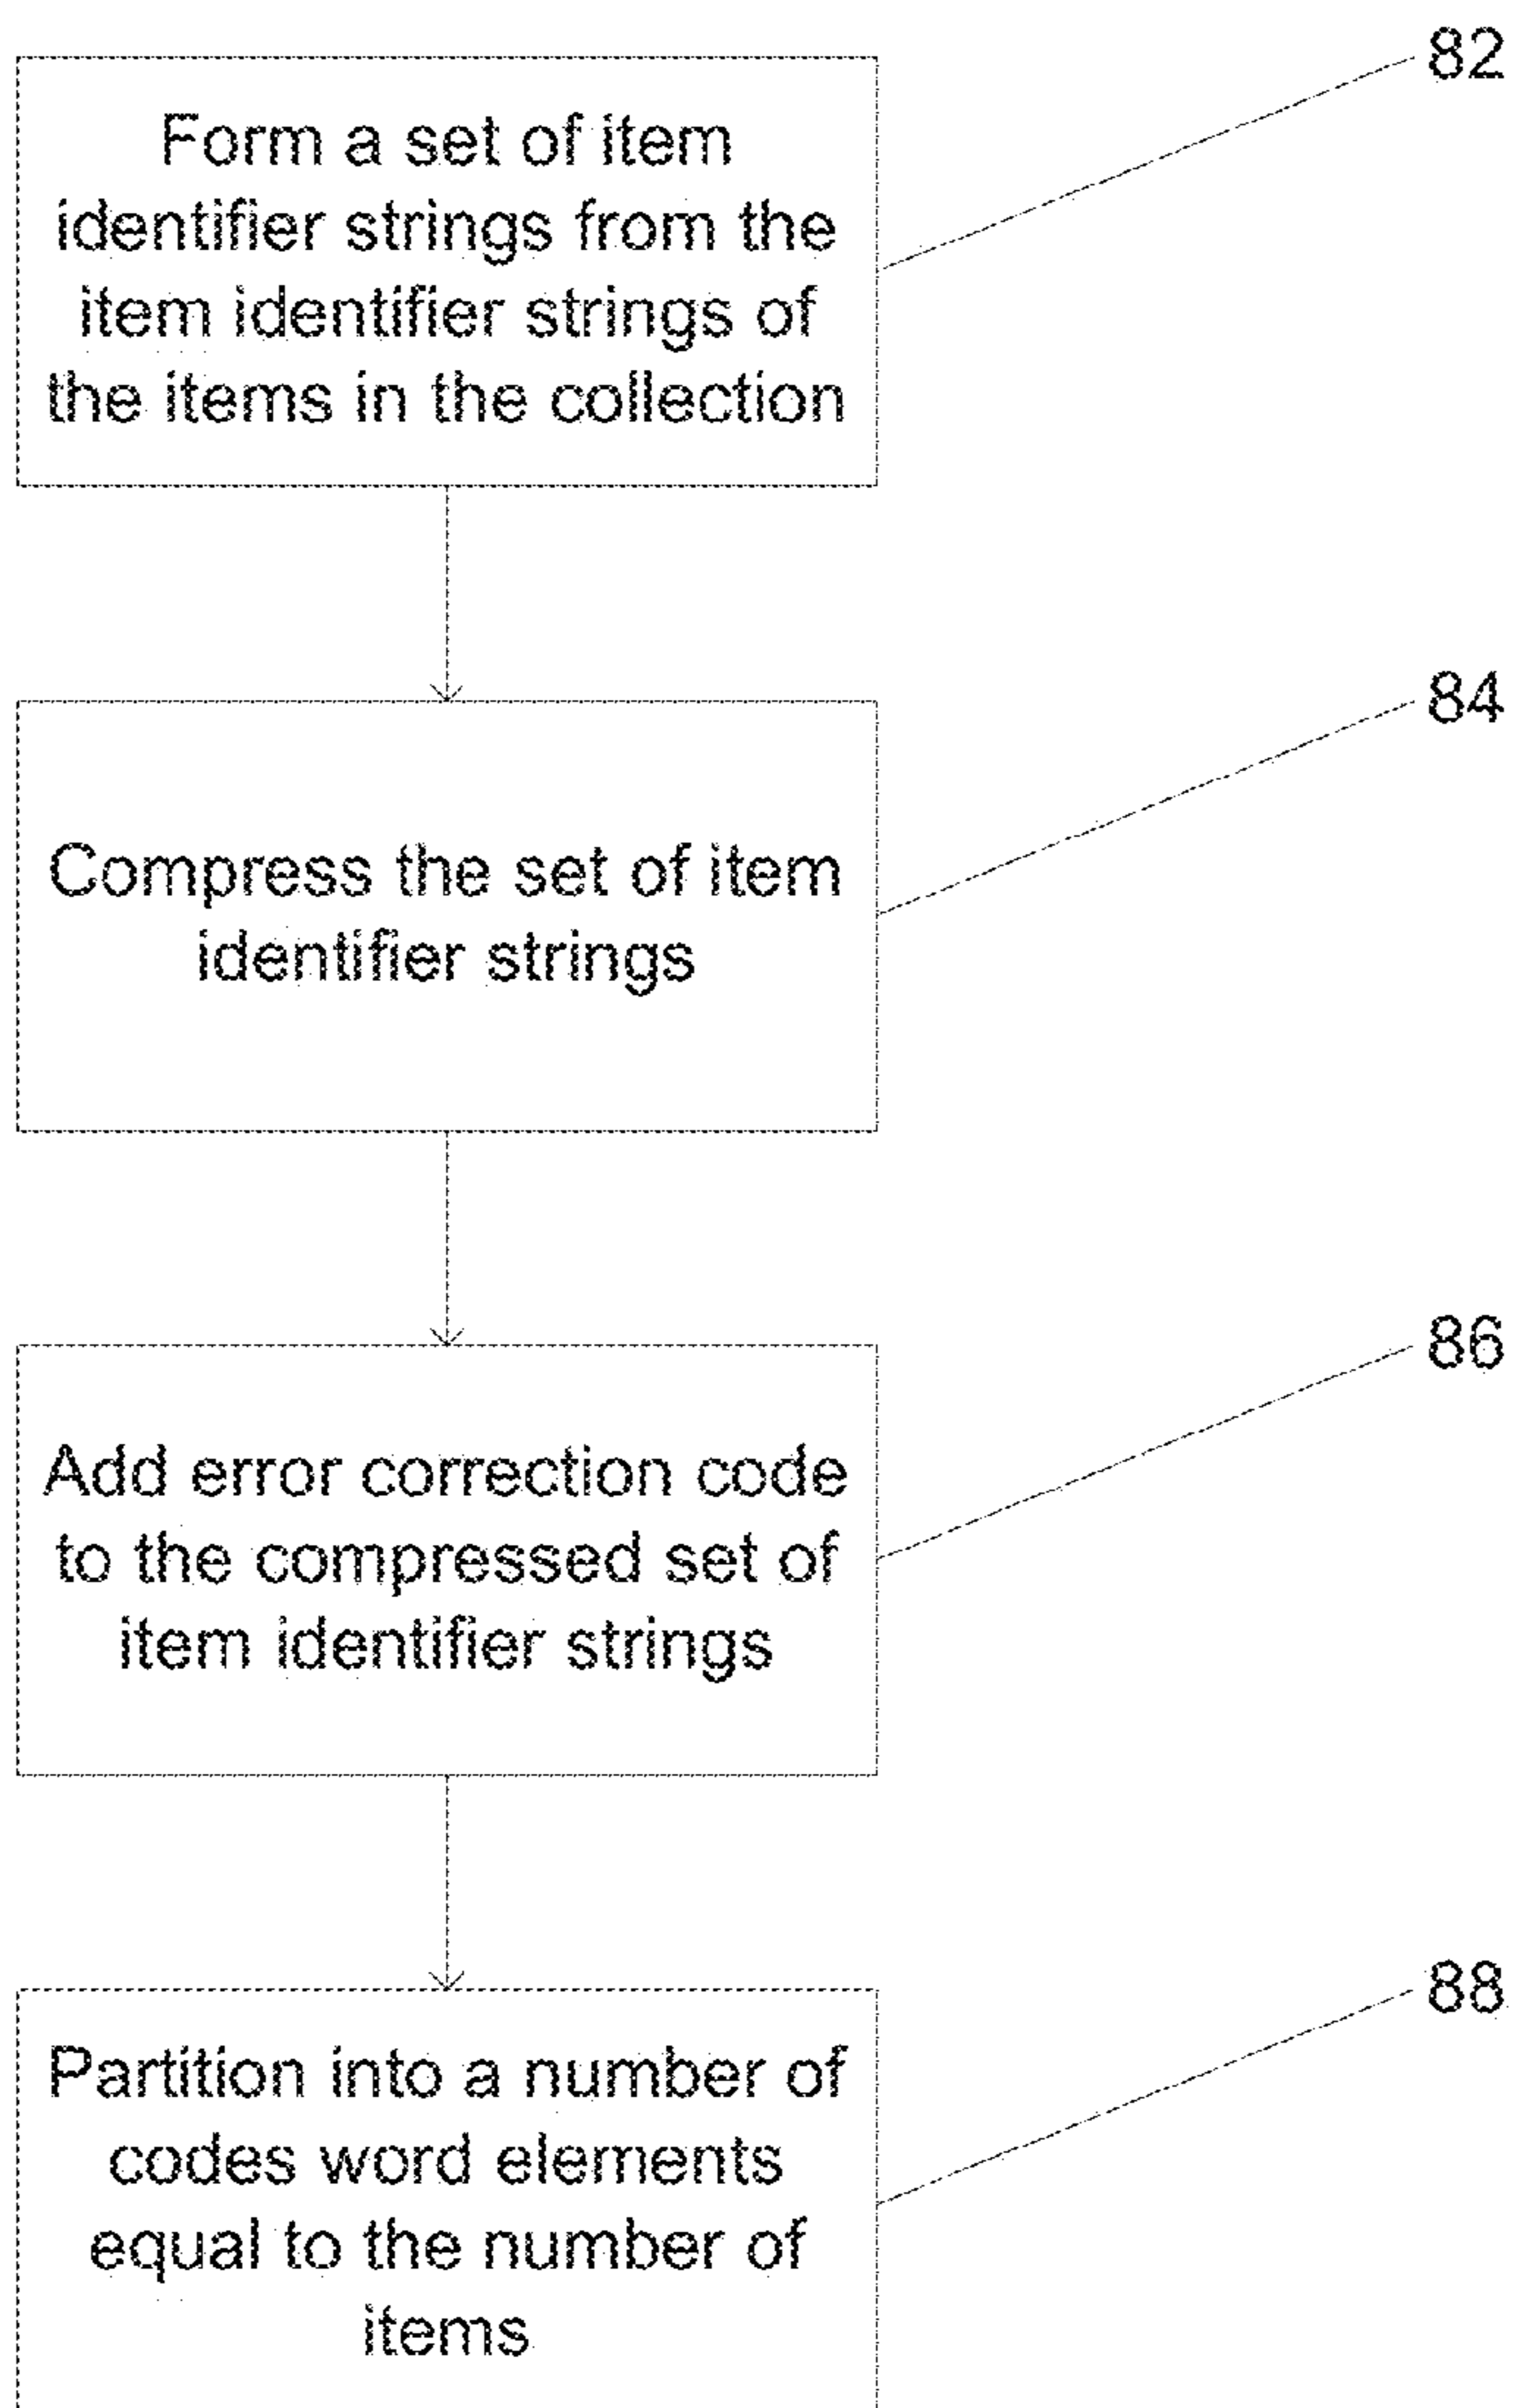 82
Form a set of item
identifier strings from the
item identifier strings of
the items in the collection
84
Compress the set of item
identifier strings
86
Add error correction code
to the compressed set of
item identifier strings
88
Partition into a number of
codes word elements
equal to the number of
items